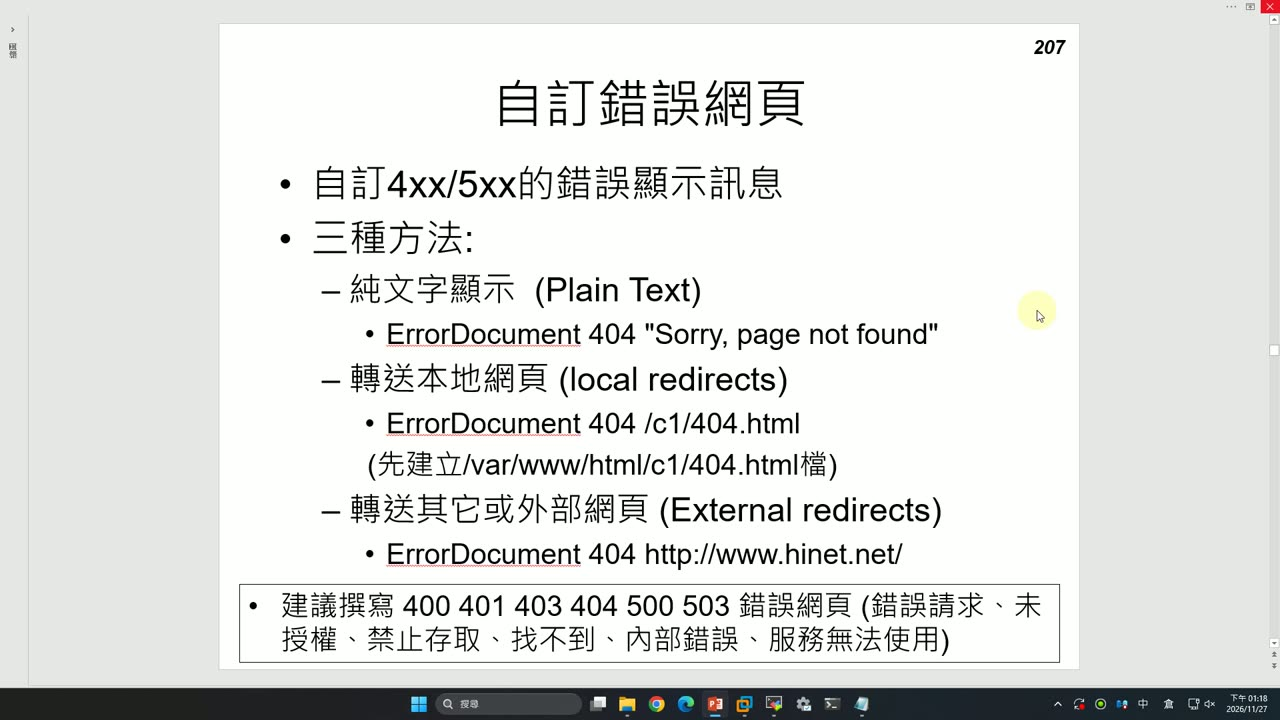 207
自訂錯誤網頁
• 自訂4xx/5xx的錯誤顯示訊息
• 三種方法:
– 純文字顯示 (Plain Text)
• ErrorDocument 404 "Sorry, page not found"
– 轉送本地網頁 (local redirects)
• ErrorDocument 404 /c1/404.html
(先建立/var/www/html/c1/404.html檔)
– 轉送其它或外部網頁 (External redirects)
• ErrorDocument 404 http://www.hinet.net/
• 建議撰寫 400 401 403 404 500 503 錯誤網頁 (錯誤請求、未
授權、禁止存取、找不到、內部錯誤、服務無法使用)
搜尋
中
下午 01:18
2026/11/27